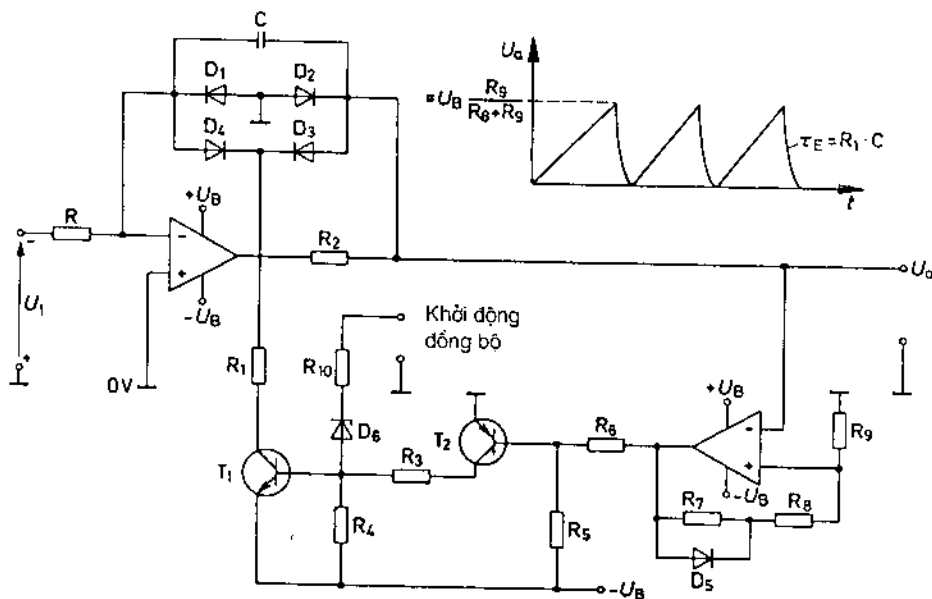 C
D1
D2
D4
D3
Ua
≡UB R9
R8+R9
τE=R1·C
t
R
+UB
-
+
-UB
-
U1
+
0V
R2
Ua
R1
R10
Khởi động
đồng bộ
D6
T2
T1
R3
R4
R6
R5
+UB
-
+
-UB
R9
R7
R8
D5
-UB